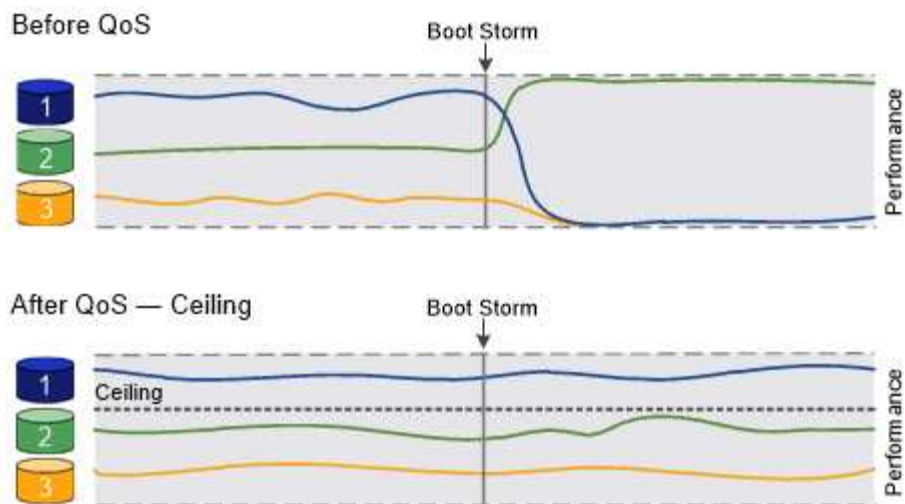 Before QoS
Boot Storm
1
2
3
Performance
After QoS — Ceiling
Boot Storm
1
Ceiling
2
3
Performance